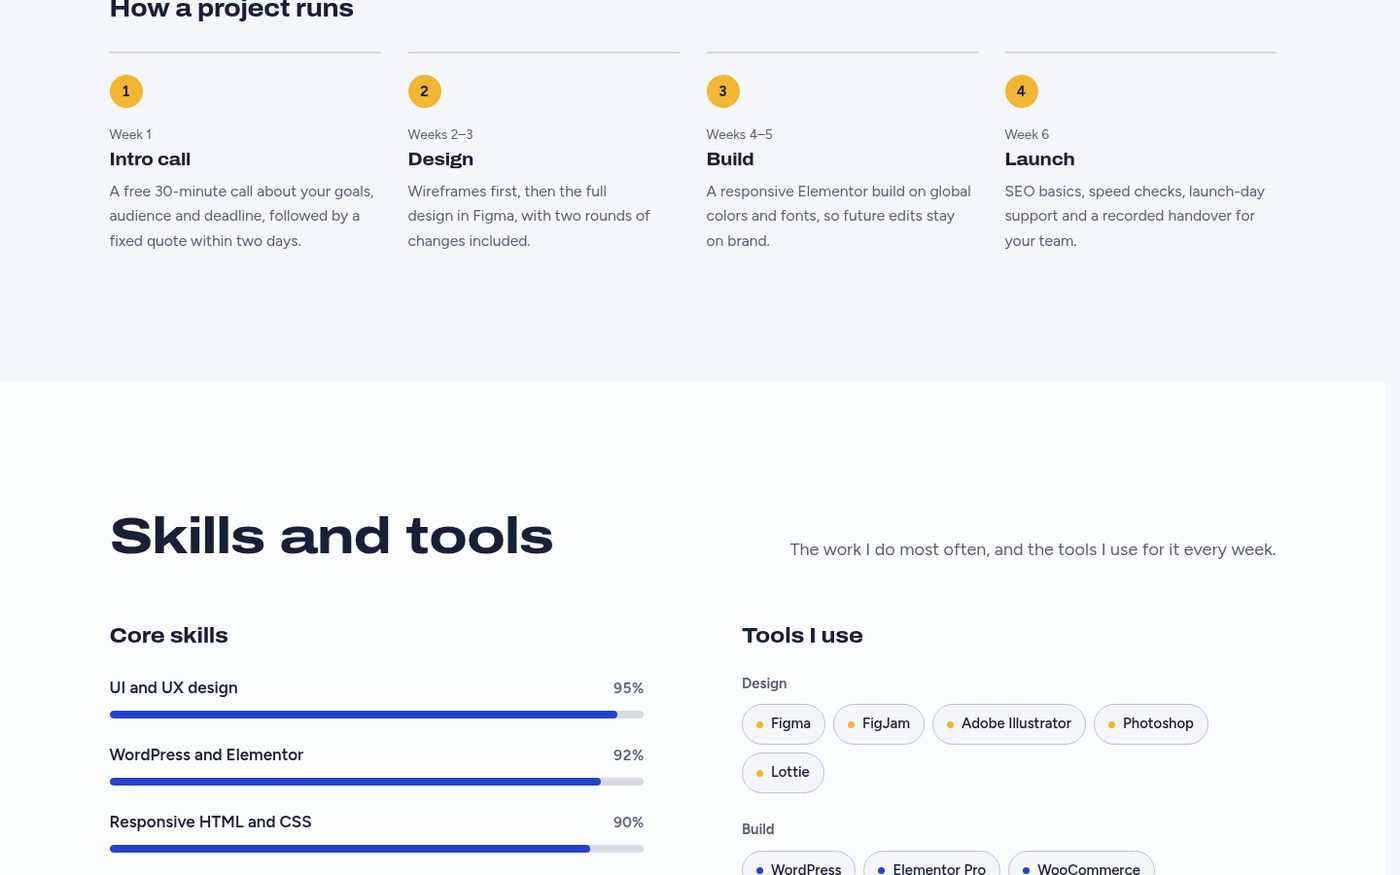 How a project runs
1
Week 1
Intro call
A free 30-minute call about your goals,
audience and deadline, followed by a
fixed quote within two days.
2
Weeks 2–3
Design
Wireframes first, then the full
design in Figma, with two rounds of
changes included.
3
Weeks 4–5
Build
A responsive Elementor build on global
colors and fonts, so future edits stay
on brand.
4
Week 6
Launch
SEO basics, speed checks, launch-day
support and a recorded handover for
your team.
Skills and tools
The work I do most often, and the tools I use for it every week.
Core skills
UI and UX design 95%
WordPress and Elementor 92%
Responsive HTML and CSS 90%
Tools I use
Design
Figma FigJam Adobe Illustrator Photoshop
Lottie
Build
WordPress Elementor Pro WooCommerce